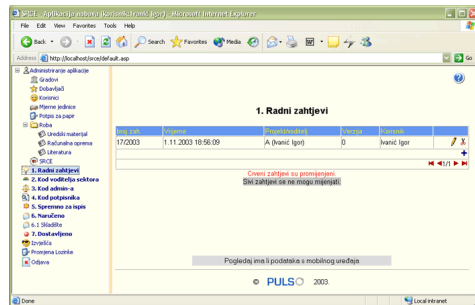 SRCE - Aplikacija nabave (Korisnik:Ivanić Igor) - Microsoft Internet Explorer
File Edit View Favorites Tools Help
Back Search Favorites Media
Address http://localhost/srce/default.asp Go
Administriranje aplikacije
Gradovi
Dobavljači
Korisnici
Mjerne jedinice
Potpis za papir
Roba
Uredski materijal
Računalna oprema
Literatura
SRCE
1. Radni zahtjevi
2. Kod voditelja sektora
3. Kod admin-a
4. Kod potpisnika
5. Spremno za ispis
6. Naručeno
6.1 Skladište
7. Dostavljeno
Izvješća
Promjena Lozinke
Odjava
1. Radni zahtjevi
Broj zah. Vrijeme Projekt/voditelj Verzija Korisnik
17/2003 1.11.2003 18:56:09 A (Ivanić Igor) 0 Ivanić Igor
1/1
Crveni zahtjevi su promijenjeni.
Sivi zahtjevi se ne mogu mijenjati.
Pogledaj ima li podataka s mobilnog uređaja
© PULSO 2003.
Done Local intranet